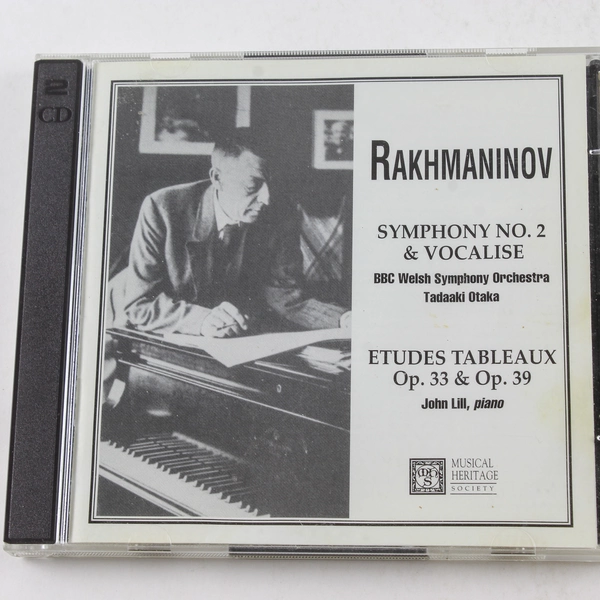 2
CD
RAKHMANINOV
SYMPHONY NO. 2
& VOCALISE
BBC Welsh Symphony Orchestra
Tadaaki Otaka
ETUDES TABLEAUX
Op. 33 & Op. 39
John Lill, piano
MUSICAL
HERITAGE
SOCIETY